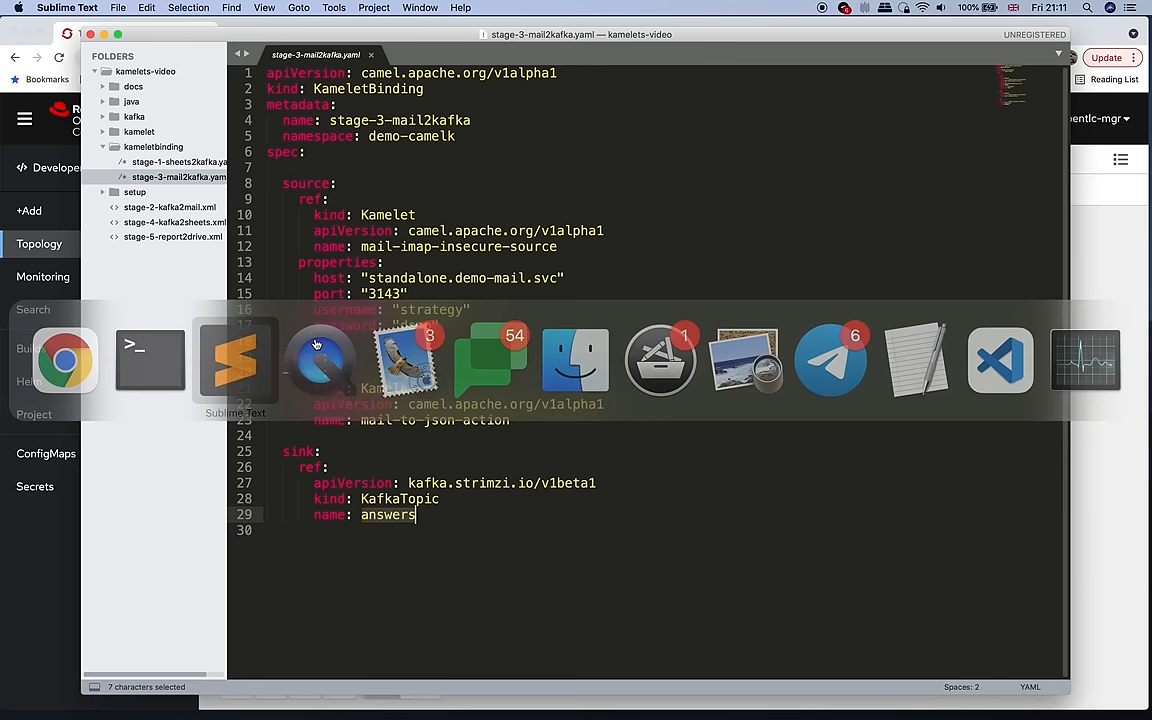 Sublime Text File Edit Selection Find View Goto Tools Project Window Help 100% Fri 21:11
stage-3-mail2kafka.yaml — kamelets-video UNREGISTERED
Update
Bookmarks
Reading List
FOLDERS
kamelets-video
docs
java
kafka
kamelet
kameletbinding
stage-1-sheets2kafka.ya
stage-3-mail2kafka.yam
setup
stage-2-kafka2mail.xml
stage-4-kafka2sheets.xml
stage-5-report2drive.xml
Re
O
C
Develope
+Add
Topology
Monitoring
Search
Builds
Helm
Project
ConfigMaps
Secrets
entlc-mgr
stage-3-mail2kafka.yaml
1 apiVersion: camel.apache.org/v1alpha1
2 kind: KameletBinding
3 metadata:
4 name: stage-3-mail2kafka
5 namespace: demo-camelk
6 spec:
7
8 source:
9 ref:
10 kind: Kamelet
11 apiVersion: camel.apache.org/v1alpha1
12 name: mail-imap-insecure-source
13 properties:
14 host: "standalone.demo-mail.svc"
15 port: "3143"
16 username: "strategy"
17
apiVersion: camel.apache.org/v1alpha1
23 name: mail-to-json-action
24
25 sink:
26 ref:
27 apiVersion: kafka.strimzi.io/v1beta1
28 kind: KafkaTopic
29 name: answers
30
3
54
1
6
Sublime Text
7 characters selected Spaces: 2 YAML